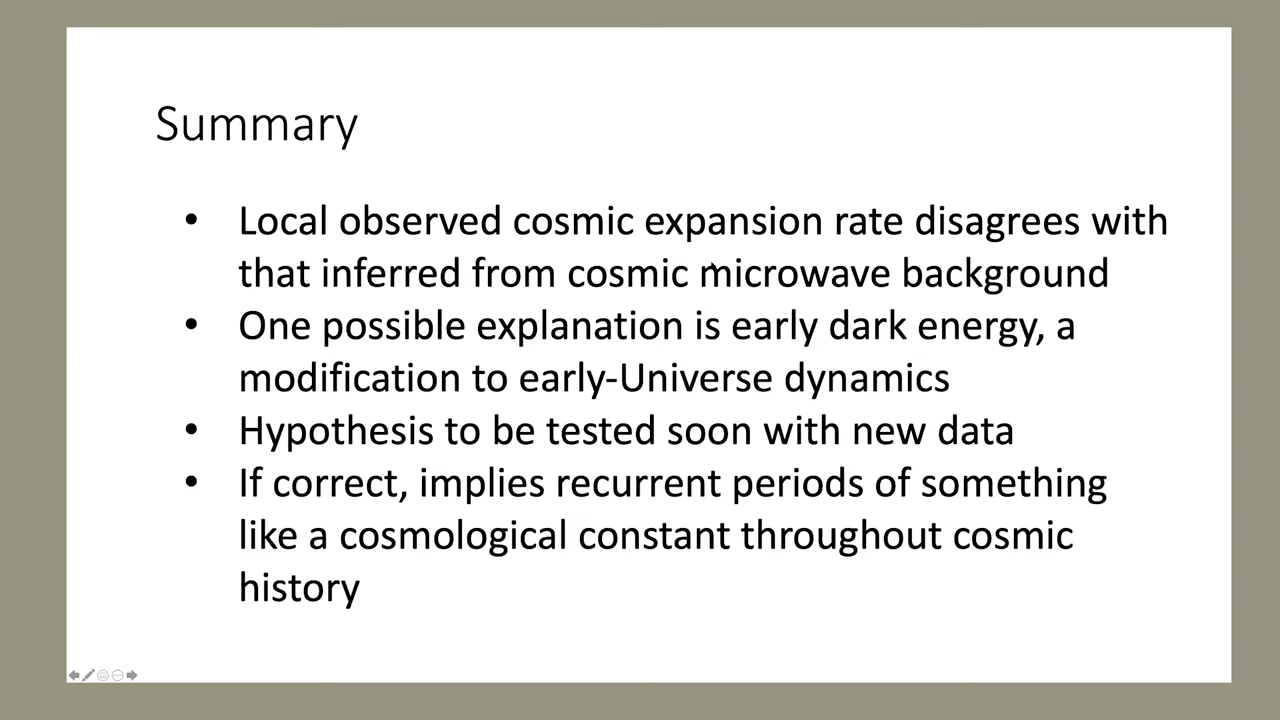 Summary
• Local observed cosmic expansion rate disagrees with
that inferred from cosmic microwave background
• One possible explanation is early dark energy, a
modification to early-Universe dynamics
• Hypothesis to be tested soon with new data
• If correct, implies recurrent periods of something
like a cosmological constant throughout cosmic
history